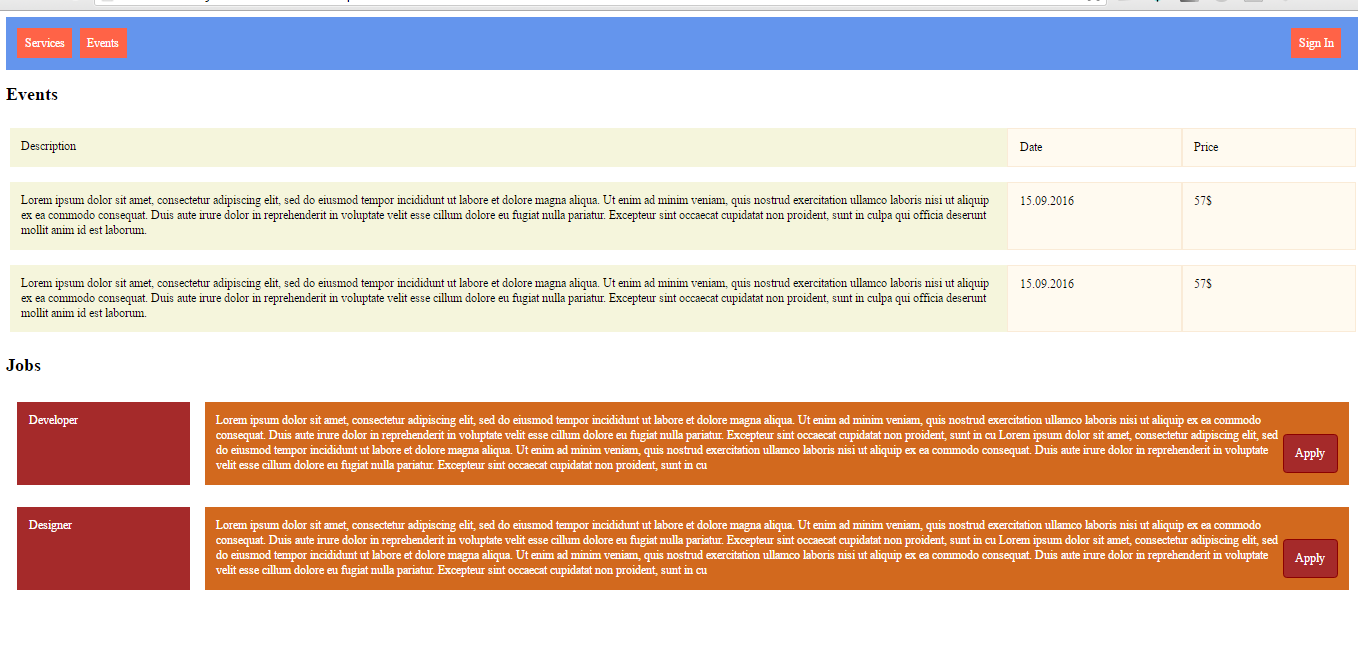 Services Events Sign In
Events
Description Date Price
Lorem ipsum dolor sit amet, consectetur adipiscing elit, sed do eiusmod tempor incididunt ut labore et dolore magna aliqua. Ut enim ad minim veniam, quis nostrud exercitation ullamco laboris nisi ut aliquip 15.09.2016 57$
ex ea commodo consequat. Duis aute irure dolor in reprehenderit in voluptate velit esse cillum dolore eu fugiat nulla pariatur. Excepteur sint occaecat cupidatat non proident, sunt in culpa qui officia deserunt
mollit anim id est laborum.
Lorem ipsum dolor sit amet, consectetur adipiscing elit, sed do eiusmod tempor incididunt ut labore et dolore magna aliqua. Ut enim ad minim veniam, quis nostrud exercitation ullamco laboris nisi ut aliquip 15.09.2016 57$
ex ea commodo consequat. Duis aute irure dolor in reprehenderit in voluptate velit esse cillum dolore eu fugiat nulla pariatur. Excepteur sint occaecat cupidatat non proident, sunt in culpa qui officia deserunt
mollit anim id est laborum.
Jobs
Developer Lorem ipsum dolor sit amet, consectetur adipiscing elit, sed do eiusmod tempor incididunt ut labore et dolore magna aliqua. Ut enim ad minim veniam, quis nostrud exercitation ullamco laboris nisi ut aliquip ex ea commodo
consequat. Duis aute irure dolor in reprehenderit in voluptate velit esse cillum dolore eu fugiat nulla pariatur. Excepteur sint occaecat cupidatat non proident, sunt in cu Lorem ipsum dolor sit amet, consectetur adipiscing elit, sed
do eiusmod tempor incididunt ut labore et dolore magna aliqua. Ut enim ad minim veniam, quis nostrud exercitation ullamco laboris nisi ut aliquip ex ea commodo consequat. Duis aute irure dolor in reprehenderit in voluptate
velit esse cillum dolore eu fugiat nulla pariatur. Excepteur sint occaecat cupidatat non proident, sunt in cu
Apply
Designer Lorem ipsum dolor sit amet, consectetur adipiscing elit, sed do eiusmod tempor incididunt ut labore et dolore magna aliqua. Ut enim ad minim veniam, quis nostrud exercitation ullamco laboris nisi ut aliquip ex ea commodo
consequat. Duis aute irure dolor in reprehenderit in voluptate velit esse cillum dolore eu fugiat nulla pariatur. Excepteur sint occaecat cupidatat non proident, sunt in cu Lorem ipsum dolor sit amet, consectetur adipiscing elit, sed
do eiusmod tempor incididunt ut labore et dolore magna aliqua. Ut enim ad minim veniam, quis nostrud exercitation ullamco laboris nisi ut aliquip ex ea commodo consequat. Duis aute irure dolor in reprehenderit in voluptate
velit esse cillum dolore eu fugiat nulla pariatur. Excepteur sint occaecat cupidatat non proident, sunt in cu
Apply